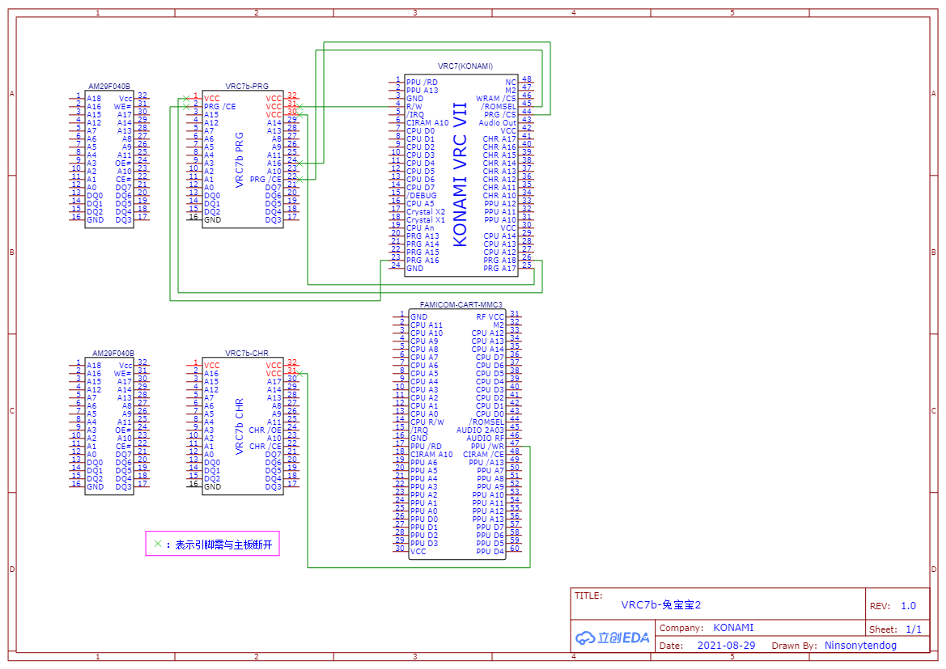 1 2 3 4 5
A
B
C
D
AM29F040B
1 A18 Vcc 32
2 A16 WE# 31
3 A15 A17 30
4 A12 A14 29
5 A7 A13 28
6 A6 A8 27
7 A5 A9 26
8 A4 A11 25
9 A3 OE# 24
10 A2 A10 23
11 A1 CE# 22
12 A0 DQ7 21
13 DQ0 DQ6 20
14 DQ1 DQ5 19
15 DQ2 DQ4 18
16 GND DQ3 17
VRC7b-PRG
VRC7b PRG
1 VCC VCC 32
2 PRG /CE VCC 31
3 A15 VCC 30
4 A12 A14 29
5 A7 A13 28
6 A6 A8 27
7 A5 A9 26
8 A4 A11 25
9 A3 A16 24
10 A2 A10 23
11 A1 PRG /CE 22
12 A0 DQ7 21
13 DQ0 DQ6 20
14 DQ1 DQ5 19
15 DQ2 DQ4 18
16 GND DQ3 17
VRC7(KONAMI)
KONAMI VRC VII
1 PPU /RD NC 48
2 PPU A13 M2 47
3 GND WRAM /CS 46
4 R/W /ROMSEL 45
5 /IRQ PRG /CS 44
6 CIRAM A10 Audio Out 43
7 CPU D0 VCC 42
8 CPU D1 CHR A17 41
9 CPU D2 CHR A16 40
10 CPU D3 CHR A15 39
11 CPU D4 CHR A14 38
12 CPU D5 CHR A13 37
13 CPU D6 CHR A12 36
14 CPU D7 CHR A11 35
15 /DEBUG CHR A10 34
16 CPU A5 PPU A12 33
17 Crystal X2 PPU A11 32
18 Crystal X1 PPU A10 31
19 CPU An VCC 30
20 PRG A13 CPU A14 29
21 PRG A14 CPU A13 28
22 PRG A15 CPU A12 27
23 PRG A16 PRG A18 26
24 GND PRG A17 25
AM29F040B
1 A18 Vcc 32
2 A16 WE# 31
3 A15 A17 30
4 A12 A14 29
5 A7 A13 28
6 A6 A8 27
7 A5 A9 26
8 A4 A11 25
9 A3 OE# 24
10 A2 A10 23
11 A1 CE# 22
12 A0 DQ7 21
13 DQ0 DQ6 20
14 DQ1 DQ5 19
15 DQ2 DQ4 18
16 GND DQ3 17
VRC7b-CHR
VRC7b CHR
1 VCC VCC 32
2 A16 VCC 31
3 A15 A17 30
4 A12 A14 29
5 A7 A13 28
6 A6 A8 27
7 A5 A9 26
8 A4 A11 25
9 A3 CHR /OE 24
10 A2 A10 23
11 A1 CHR /CE 22
12 A0 DQ7 21
13 DQ0 DQ6 20
14 DQ1 DQ5 19
15 DQ2 DQ4 18
16 GND DQ3 17
FAMICOM-CART-MMC3
1 GND RF VCC 31
2 CPU A11 M2 32
3 CPU A10 CPU A12 33
4 CPU A9 CPU A13 34
5 CPU A8 CPU A14 35
6 CPU A7 CPU D7 36
7 CPU A6 CPU D6 37
8 CPU A5 CPU D5 38
9 CPU A4 CPU D4 39
10 CPU A3 CPU D3 40
11 CPU A2 CPU D2 41
12 CPU A1 CPU D1 42
13 CPU A0 CPU D0 43
14 CPU R/W /ROMSEL 44
15 /IRQ AUDIO 2A03 45
16 GND AUDIO RF 46
17 PPU /RD PPU /WR 47
18 CIRAM A10 CIRAM /CE 48
19 PPU A6 PPU /A13 49
20 PPU A5 PPU A7 50
21 PPU A4 PPU A8 51
22 PPU A3 PPU A9 52
23 PPU A2 PPU A10 53
24 PPU A1 PPU A11 54
25 PPU A0 PPU A12 55
26 PPU D0 PPU A13 56
27 PPU D1 PPU D7 57
28 PPU D2 PPU D6 58
29 PPU D3 PPU D5 59
30 VCC PPU D4 60
×：表示引脚需与主板断开
TITLE:
VRC7b-兔宝宝2
REV: 1.0
立创EDA
Company: KONAMI
Sheet: 1/1
Date: 2021-08-29 Drawn By: Ninsonytendog
A
B
C
D
1 2 3 4 5